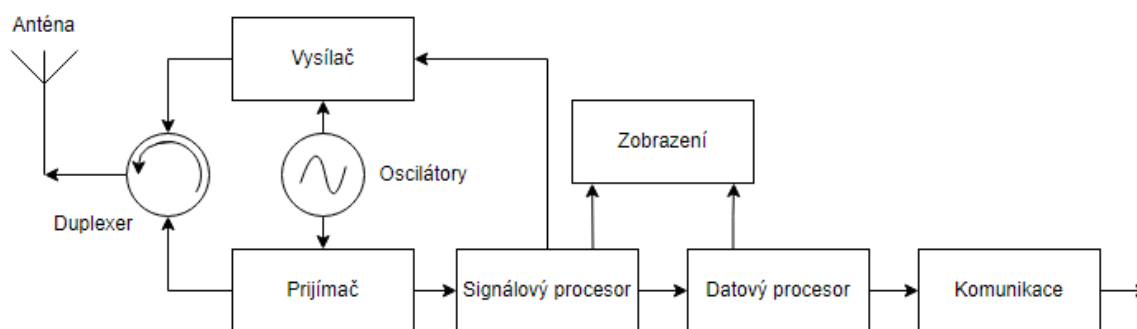 Anténa
Vysílač
Zobrazení
Oscilátory
Duplexer
Prijímač
Signálový procesor
Datový procesor
Komunikace